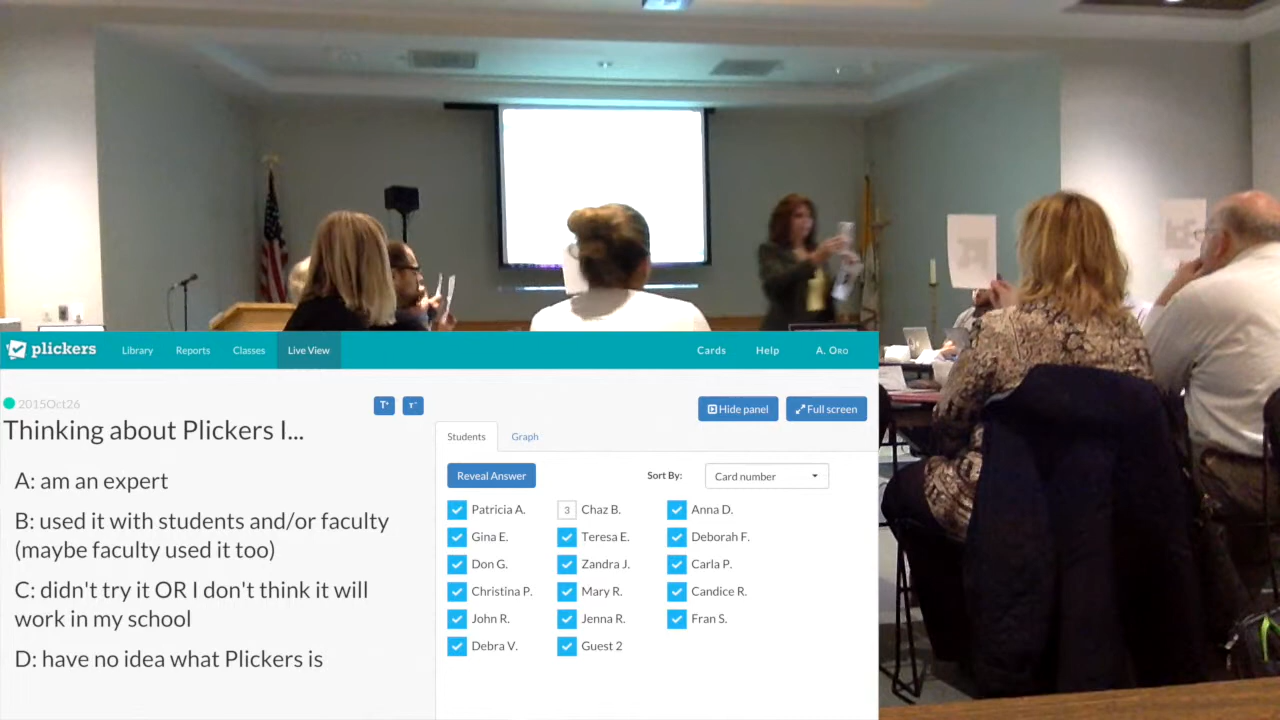 plickers
Library Reports Classes Live View Cards Help A. Oro
2015Oct26
T⁺ T⁻
Hide panel Full screen
Thinking about Plickers I...
A: am an expert
B: used it with students and/or faculty
(maybe faculty used it too)
C: didn't try it OR I don't think it will
work in my school
D: have no idea what Plickers is
Students Graph
Reveal Answer Sort By: Card number
Patricia A. 3 Chaz B. Anna D.
Gina E. Teresa E. Deborah F.
Don G. Zandra J. Carla P.
Christina P. Mary R. Candice R.
John R. Jenna R. Fran S.
Debra V. Guest 2